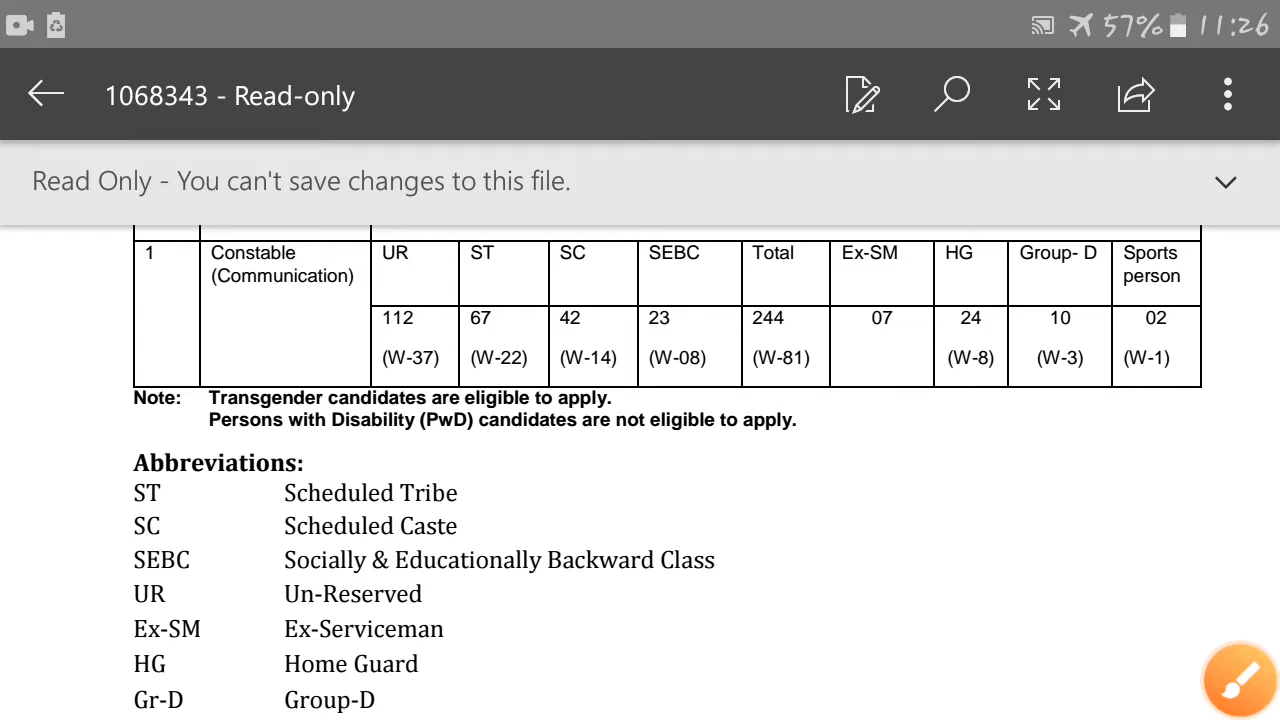 57% 11:26
1068343 - Read-only
Read Only - You can't save changes to this file.
1 Constable (Communication) UR ST SC SEBC Total Ex-SM HG Group- D Sports person
112 67 42 23 244 07 24 10 02
(W-37) (W-22) (W-14) (W-08) (W-81) (W-8) (W-3) (W-1)
Note: Transgender candidates are eligible to apply.
Persons with Disability (PwD) candidates are not eligible to apply.
Abbreviations:
ST Scheduled Tribe
SC Scheduled Caste
SEBC Socially & Educationally Backward Class
UR Un-Reserved
Ex-SM Ex-Serviceman
HG Home Guard
Gr-D Group-D